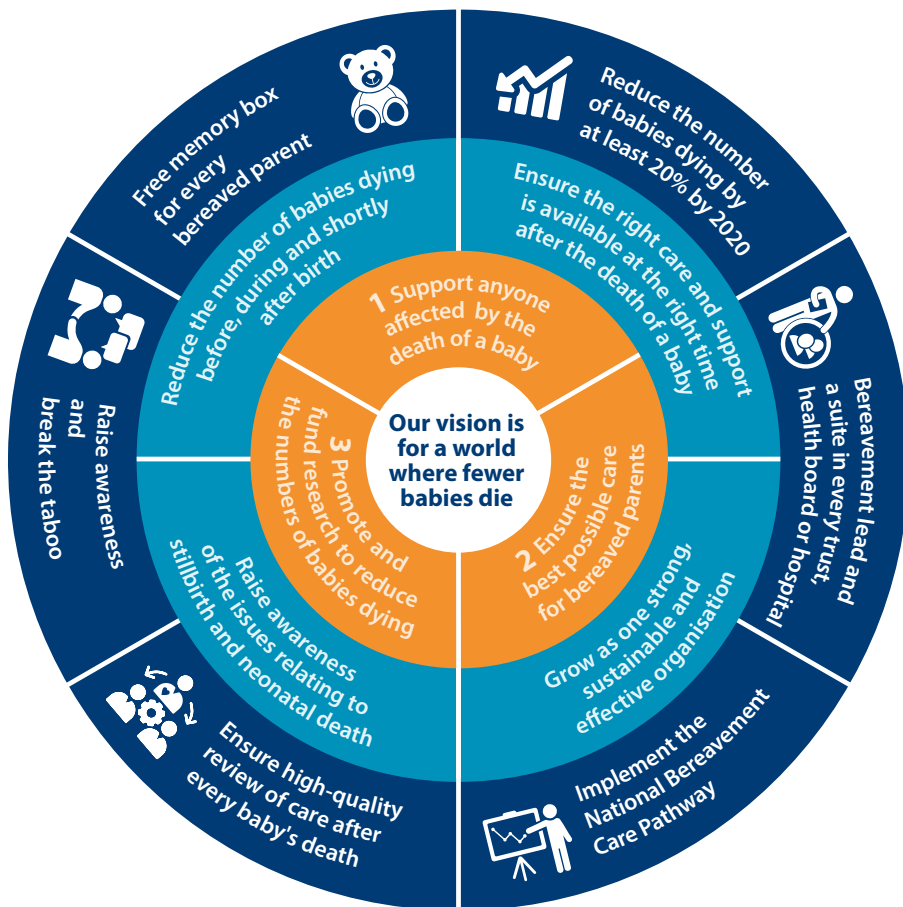 Our vision is
for a world
where fewer
babies die
1 Support anyone
affected by the
death of a baby
2 Ensure the
best possible care
for bereaved parents
3 Promote and
fund research to reduce
the numbers of babies dying
Reduce the number of babies dying
before, during and shortly
after birth
Ensure the right care and support
is available at the right time
after the death of a baby
Grow as one strong,
sustainable and
effective organisation
Raise awareness
of the issues relating to
stillbirth and neonatal death
Free memory box
for every
bereaved parent
Reduce the number
of babies dying by
at least 20% by 2020
Bereavement lead and
a suite in every trust,
health board or hospital
Implement the
National Bereavement
Care Pathway
Ensure high-quality
review of care after
every baby's death
Raise awareness
and
break the taboo